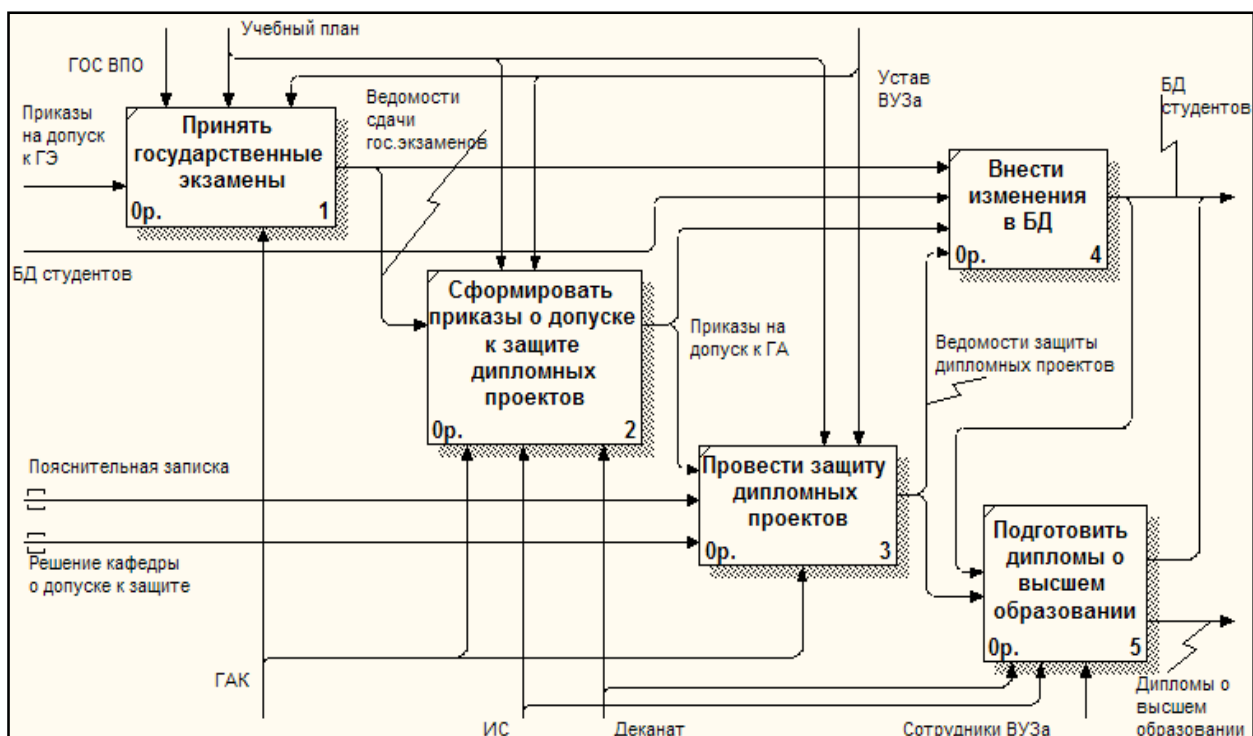 Учебный план
ГОС ВПО
Устав
ВУЗа
БД
студентов
Приказы
на допуск
к ГЭ
Ведомости
сдачи
гос.экзаменов
Принять
государственные
экзамены
0р.
1
Внести
изменения
в БД
0р.
4
БД студентов
Сформировать
приказы о допуске
к защите
дипломных
проектов
0р.
2
Приказы на
допуск к ГА
Ведомости защиты
дипломных проектов
Пояснительная записка
Решение кафедры
о допуске к защите
Провести защиту
дипломных
проектов
0р.
3
Подготовить
дипломы о
высшем
образовании
0р.
5
ГАК
ИС
Деканат
Сотрудники ВУЗа
Дипломы о
высшем
образовании